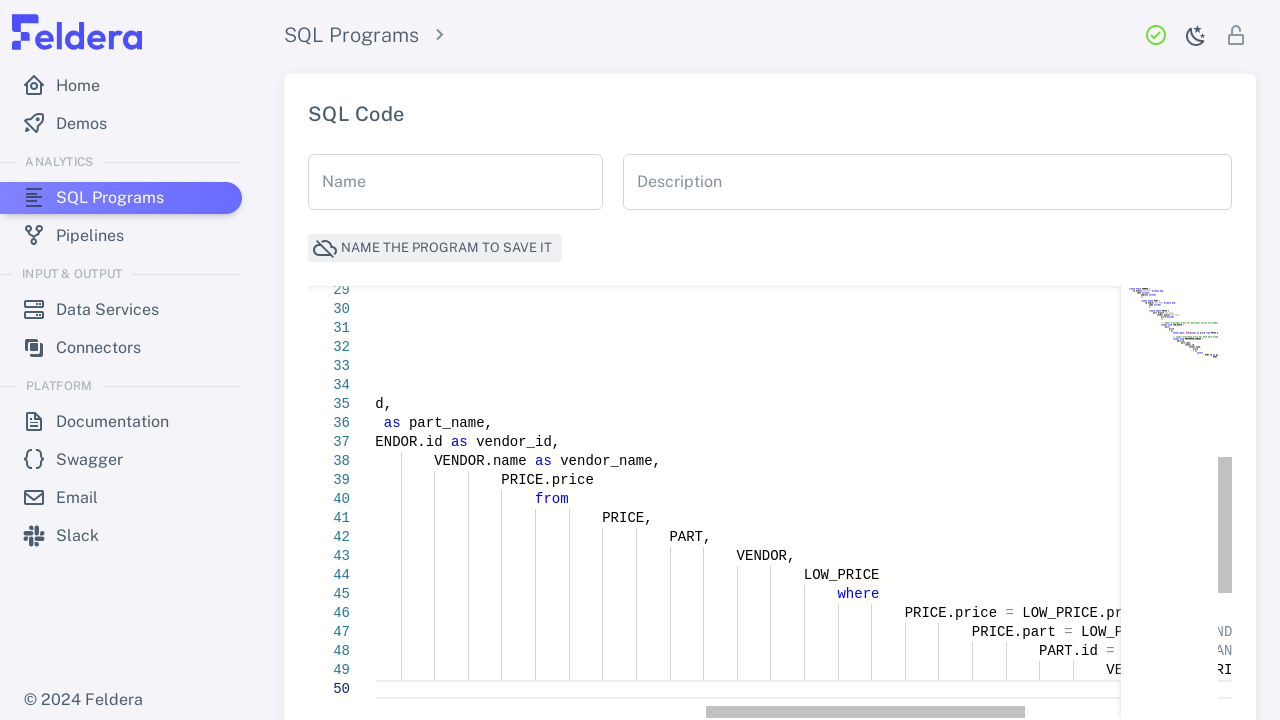 Feldera
SQL Programs
Home
Demos
ANALYTICS
SQL Programs
Pipelines
INPUT & OUTPUT
Data Services
Connectors
PLATFORM
Documentation
Swagger
Email
Slack
© 2024 Feldera
SQL Code
Name
Description
NAME THE PROGRAM TO SAVE IT
29
30
31
32
33
34
35 d,
36 as part_name,
37 ENDOR.id as vendor_id,
38 VENDOR.name as vendor_name,
39 PRICE.price
40 from
41 PRICE,
42 PART,
43 VENDOR,
44 LOW_PRICE
45 where
46 PRICE.price = LOW_PRICE.pr
47 PRICE.part = LOW_P ND
48 PART.id = AN
49 VE RI
50